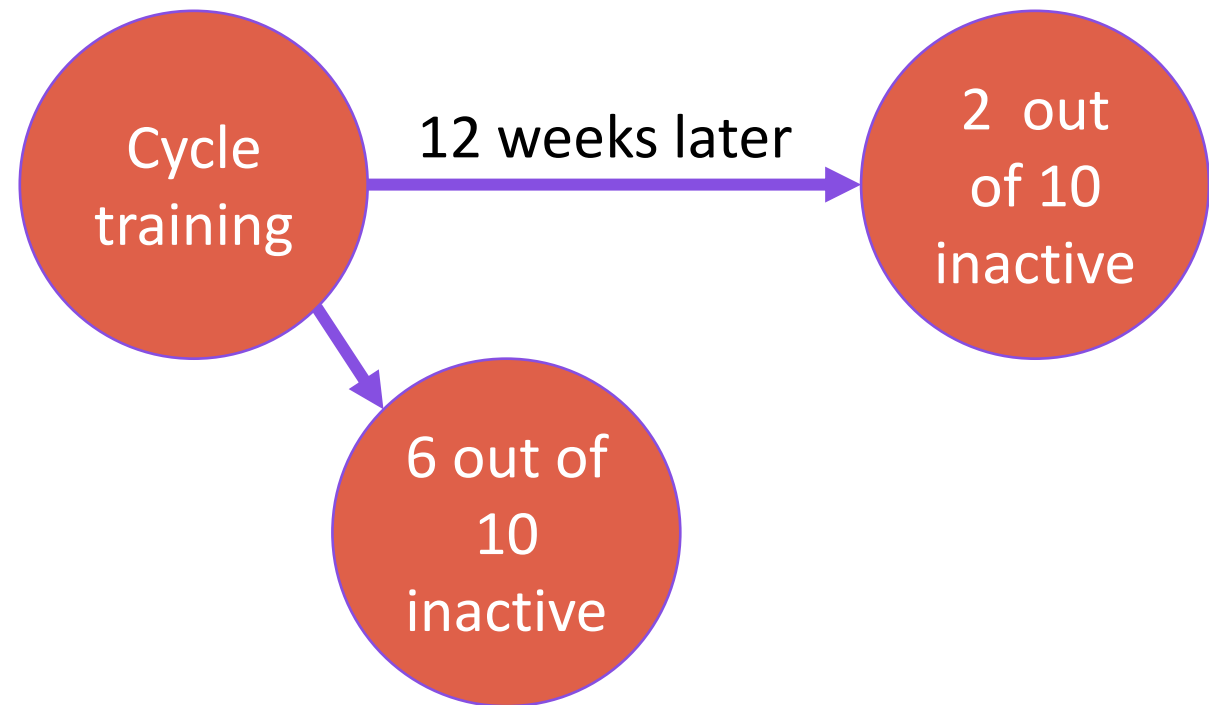 Cycle
training
12 weeks later
2  out
of 10
inactive
6 out of
10
inactive